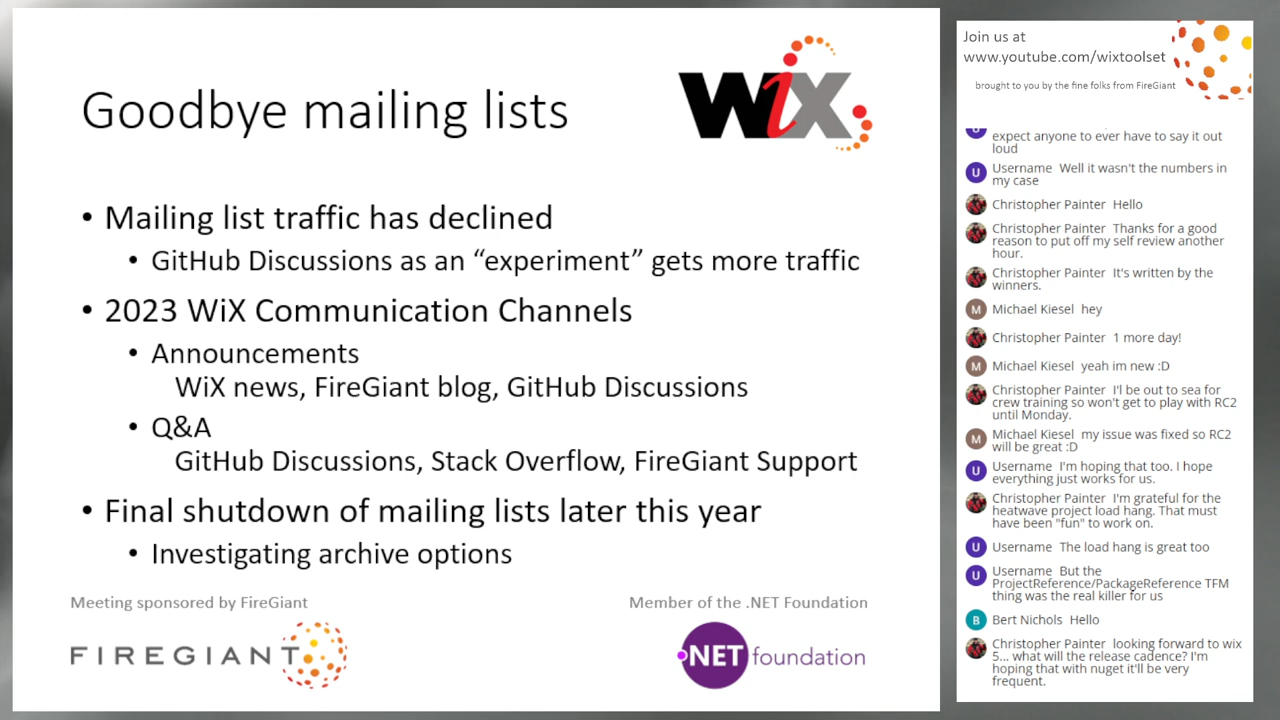 Goodbye mailing lists
WiX
• Mailing list traffic has declined
• GitHub Discussions as an “experiment” gets more traffic
• 2023 WiX Communication Channels
• Announcements
WiX news, FireGiant blog, GitHub Discussions
• Q&A
GitHub Discussions, Stack Overflow, FireGiant Support
• Final shutdown of mailing lists later this year
• Investigating archive options
Meeting sponsored by FireGiant
FIREGIANT
Member of the .NET Foundation
.NET foundation
Join us at
www.youtube.com/wixtoolset
brought to you by the fine folks from FireGiant
U
expect anyone to ever have to say it out
loud
U Username Well it wasn't the numbers in
my case
Christopher Painter Hello
Christopher Painter Thanks for a good
reason to put off my self review another
hour.
Christopher Painter It's written by the
winners.
M Michael Kiesel hey
Christopher Painter 1 more day!
M Michael Kiesel yeah im new :D
Christopher Painter I'l be out to sea for
crew training so won't get to play with RC2
until Monday.
M Michael Kiesel my issue was fixed so RC2
will be great :D
U Username I'm hoping that too. I hope
everything just works for us.
Christopher Painter I'm grateful for the
heatwave project load hang. That must
have been "fun" to work on.
U Username The load hang is great too
U Username But the
ProjectReference/PackageReference TFM
thing was the real killer for us
B Bert Nichols Hello
Christopher Painter looking forward to wix
5... what will the release cadence? I'm
hoping that with nuget it'll be very
frequent.